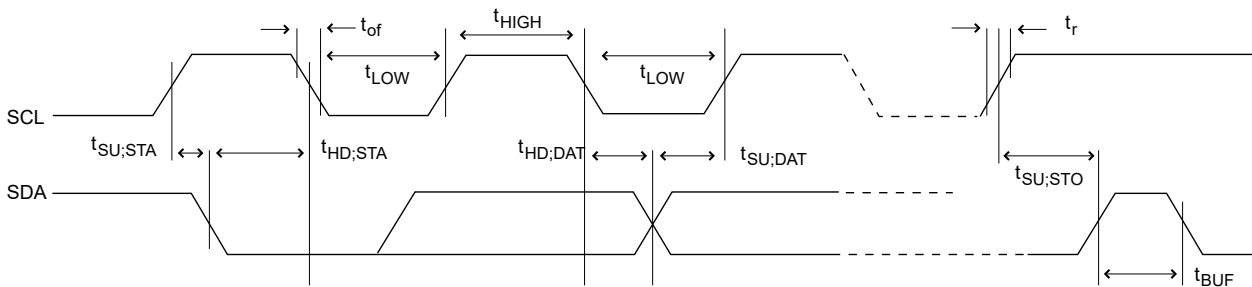 t_of
t_HIGH
t_r
t_LOW
t_LOW
SCL
t_SU;STA
t_HD;STA
t_HD;DAT
t_SU;DAT
t_SU;STO
SDA
t_BUF